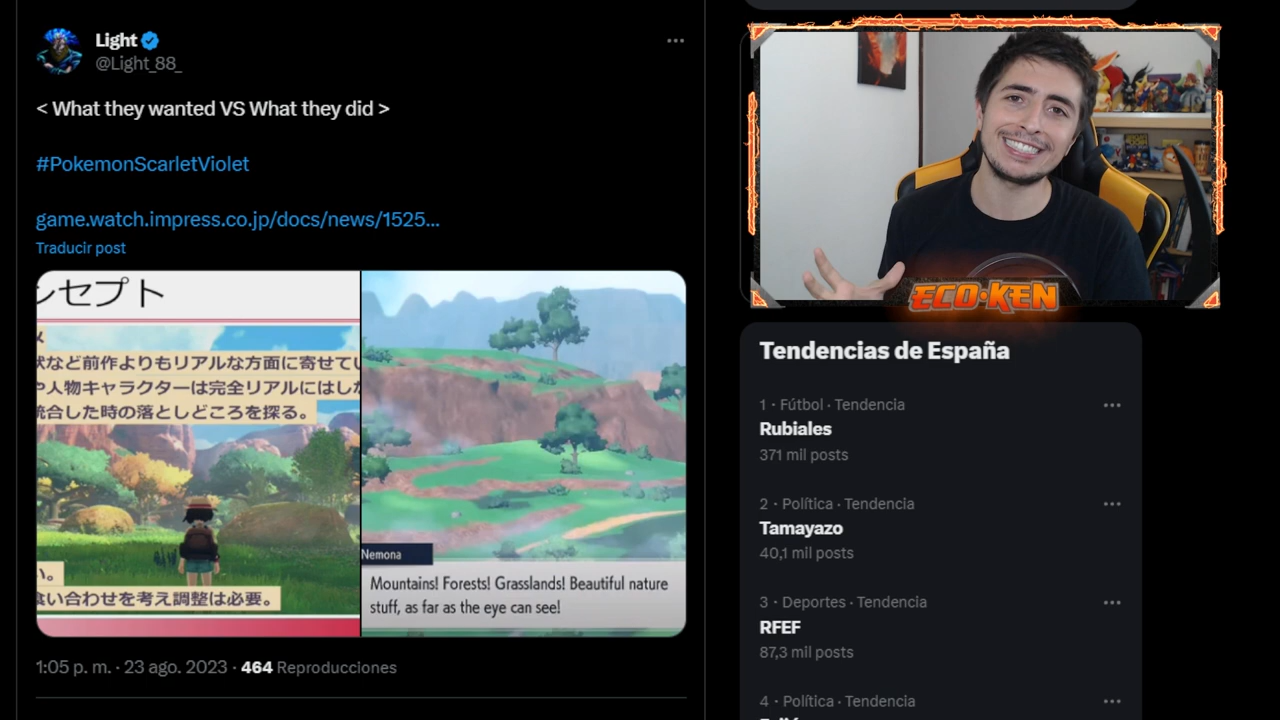 Light
@Light_88_
< What they wanted VS What they did >
#PokemonScarletViolet
game.watch.impress.co.jp/docs/news/1525...
Traducir post
ンセプト
状など前作よりもリアルな方面に寄せてい
や人物キャラクターは完全リアルにはしな
統合した時の落としどころを探る。
い。
食い合わせを考え調整は必要。
Nemona
Mountains! Forests! Grasslands! Beautiful nature
stuff, as far as the eye can see!
1:05 p. m. · 23 ago. 2023 · 464 Reproducciones
ECO·KEN
Tendencias de España
1 · Fútbol · Tendencia
Rubiales
371 mil posts
2 · Política · Tendencia
Tamayazo
40,1 mil posts
3 · Deportes · Tendencia
RFEF
87,3 mil posts
4 · Política · Tendencia